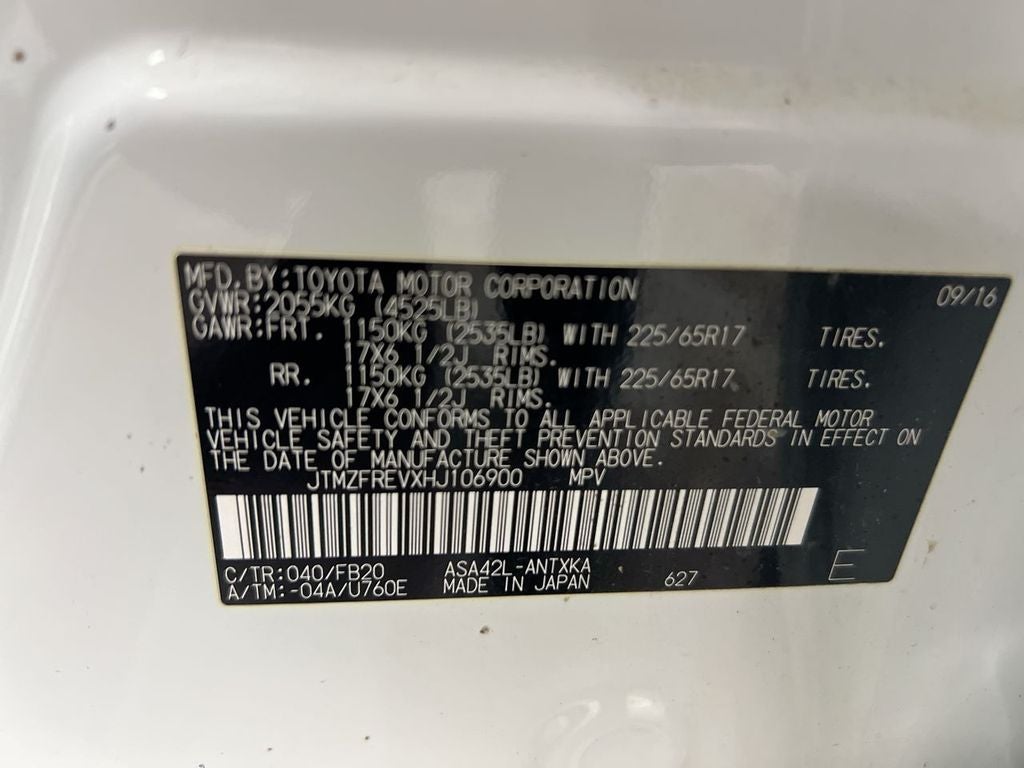 MFD. BY: TOYOTA MOTOR CORPORATION 09/16
GVWR: 2055KG (4525LB)
GAWR: FRT. 1150KG (2535LB) WITH 225/65R17 TIRES.
17X6 1/2J RIMS.
RR. 1150KG (2535LB) WITH 225/65R17 TIRES.
17X6 1/2J RIMS.
THIS VEHICLE CONFORMS TO ALL APPLICABLE FEDERAL MOTOR
VEHICLE SAFETY AND THEFT PREVENTION STANDARDS IN EFFECT ON
THE DATE OF MANUFACTURE SHOWN ABOVE.
JTMZFREVXHJ106900 MPV
C/TR: 040/FB20 ASA42L-ANTXKA 627 E
A/TM: -04A/U760E MADE IN JAPAN